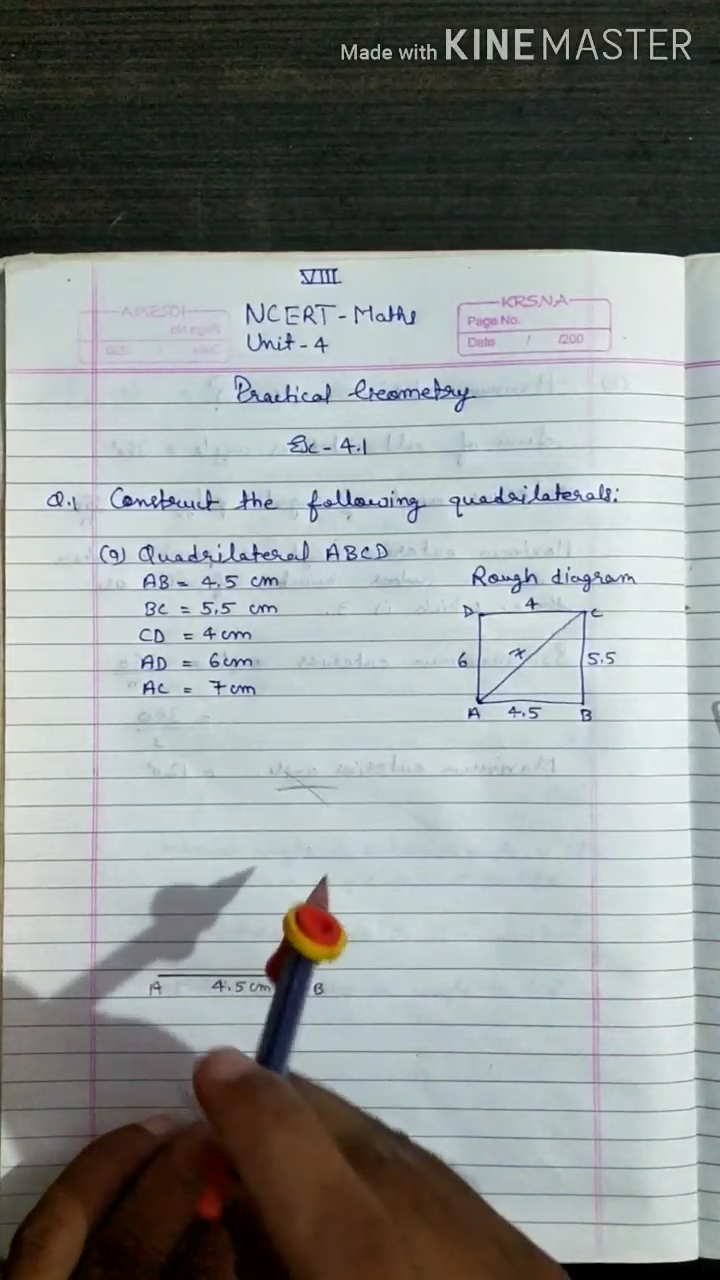 Made with KINEMASTER
VIII
NCERT - Maths
Unit - 4
KRSNA
Page No.
Date / /200
Practical Geometry
Ex - 4.1
Q.1 Construct the following quadrilaterals:
(i) Quadrilateral ABCD
AB = 4.5 cm
BC = 5.5 cm
CD = 4 cm
AD = 6 cm
AC = 7 cm
Rough diagram
D 4 C
6 7 5.5
A 4.5 B
A 4.5 cm B